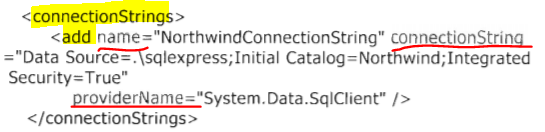 <connectionStrings>
<add name="NorthwindConnectionString" connectionString
="Data Source=.\sqlexpress;Initial Catalog=Northwind;Integrated
Security=True"
providerName="System.Data.SqlClient" />
</connectionStrings>